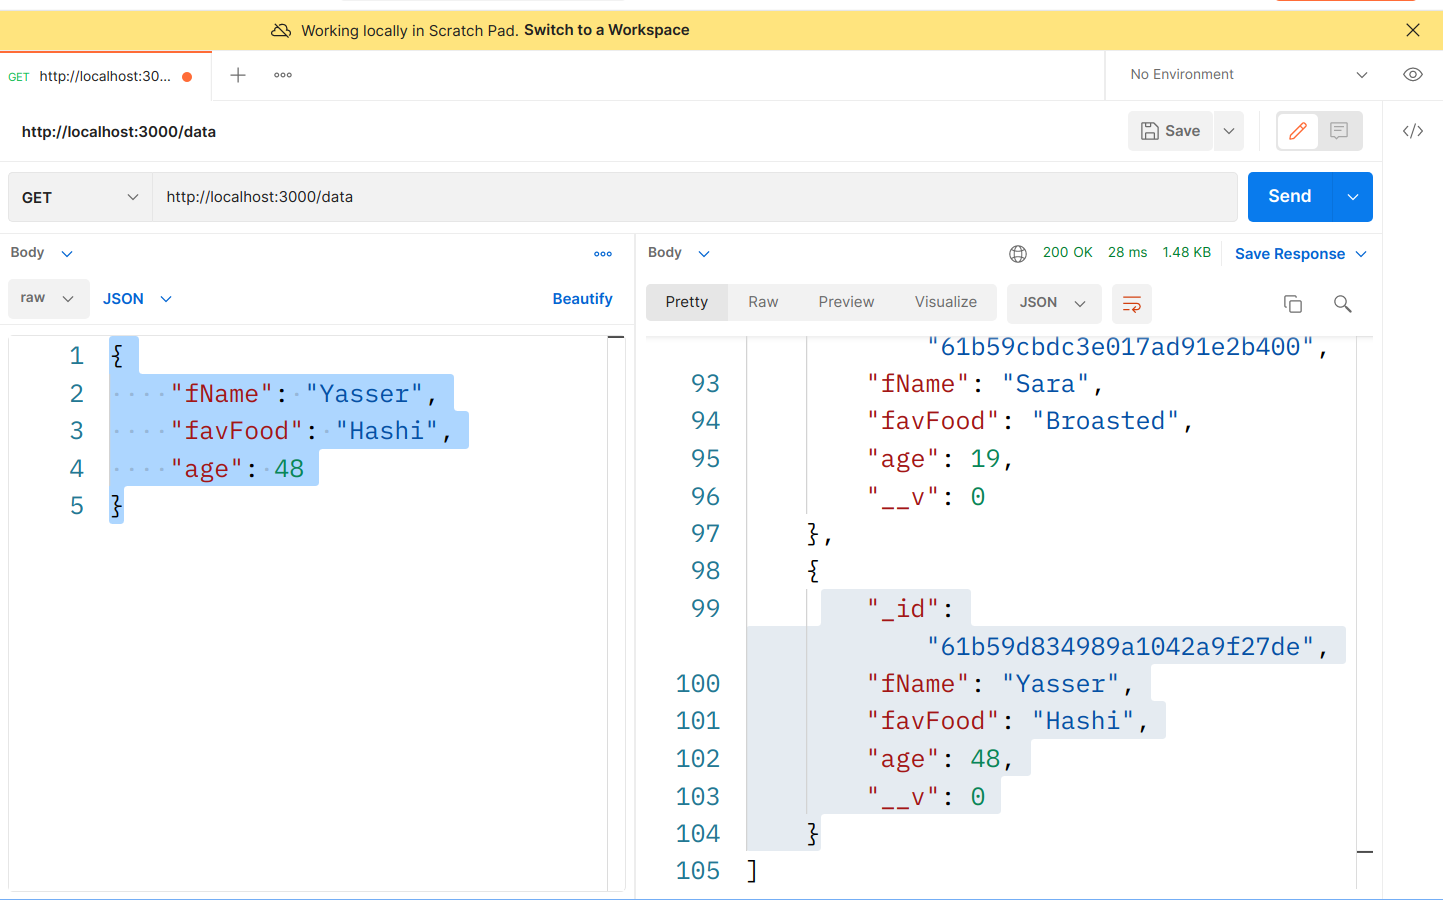 Working locally in Scratch Pad. Switch to a Workspace
GET http://localhost:30...
No Environment
http://localhost:3000/data
Save
GET http://localhost:3000/data
Send
Body
raw JSON
Beautify
1 {
2 "fName": "Yasser",
3 "favFood": "Hashi",
4 "age": 48
5 }
Body
200 OK 28 ms 1.48 KB Save Response
Pretty Raw Preview Visualize JSON
"61b59cbdc3e017ad91e2b400",
93 "fName": "Sara",
94 "favFood": "Broasted",
95 "age": 19,
96 "__v": 0
97 },
98 {
99 "_id":
"61b59d834989a1042a9f27de",
100 "fName": "Yasser",
101 "favFood": "Hashi",
102 "age": 48,
103 "__v": 0
104 }
105 ]